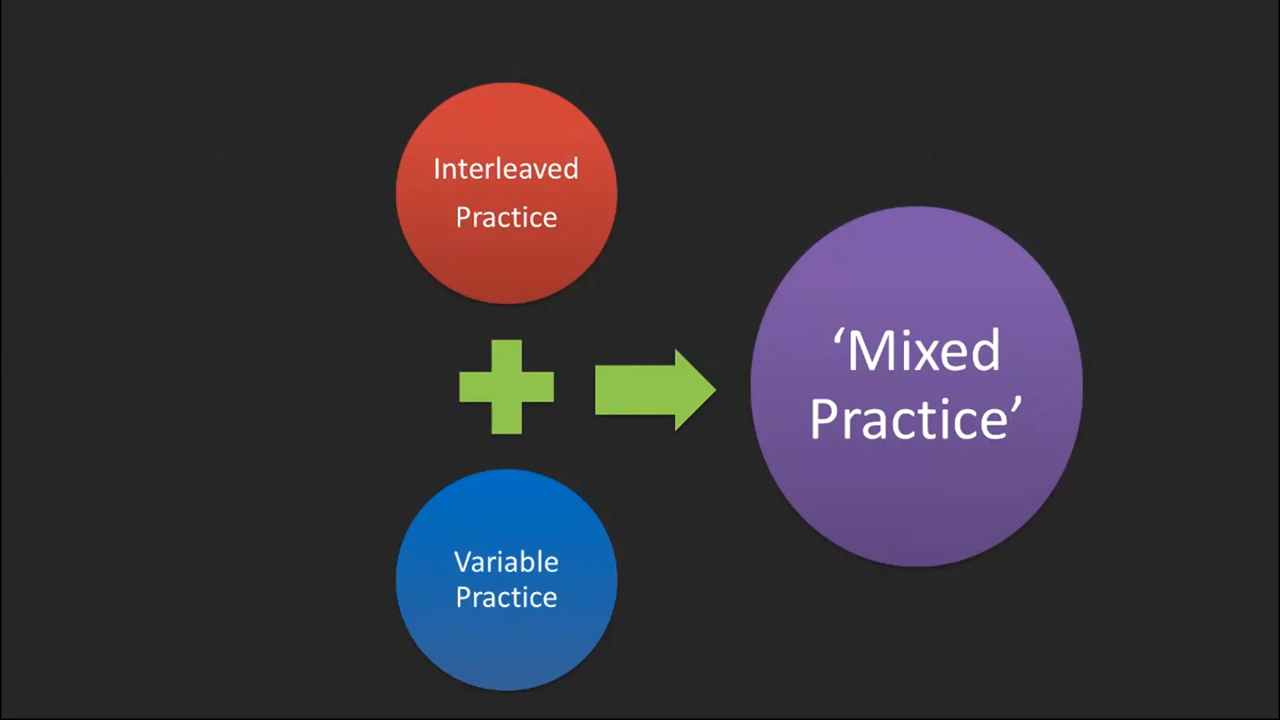 Interleaved
Practice
Variable
Practice
‘Mixed
Practice’